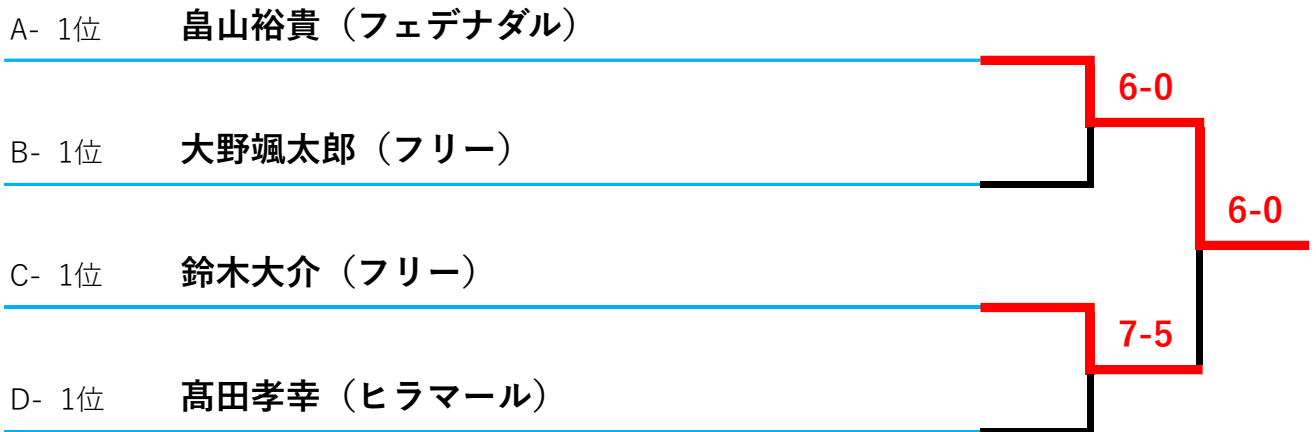 A- 1位 畠山裕貴（フェデナダル）
6-0
B- 1位 大野颯太郎（フリー）
6-0
C- 1位 鈴木大介（フリー）
7-5
D- 1位 髙田孝幸（ヒラマール）